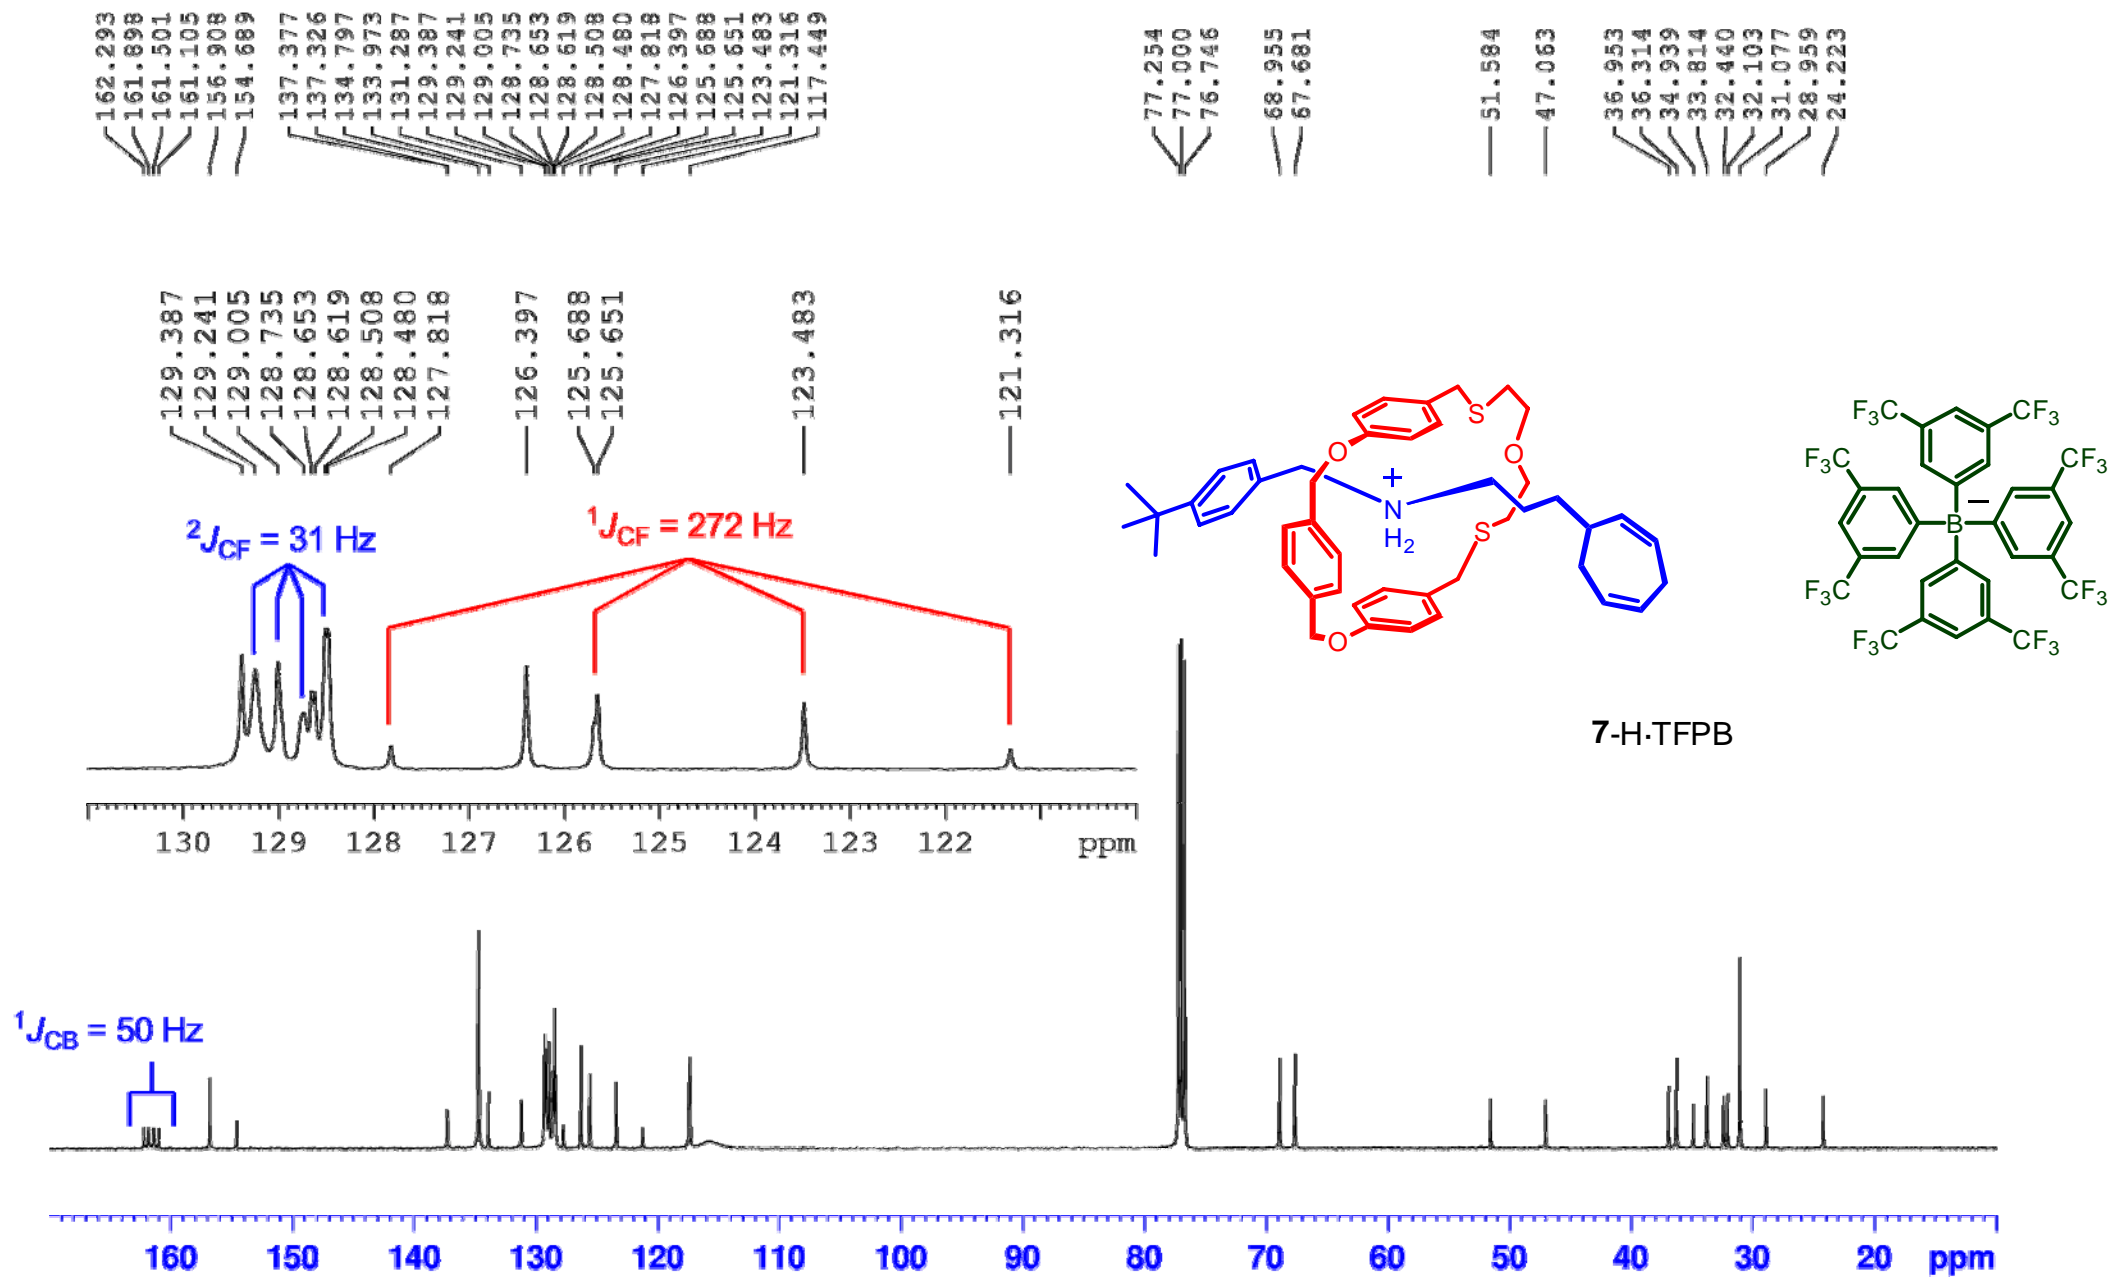 162.293
161.898
161.501
161.105
156.908
154.689
137.377
137.326
134.797
133.973
131.287
129.387
129.241
129.005
128.735
128.653
128.619
128.508
128.480
127.818
126.397
125.688
125.651
123.483
121.316
117.449
77.254
77.000
76.746
68.955
67.681
51.584
47.063
36.953
36.314
34.939
33.814
32.440
32.103
31.077
28.959
24.223
129.387
129.241
129.005
128.735
128.653
128.619
128.508
128.480
127.818
126.397
125.688
125.651
123.483
121.316
²J_CF = 31 Hz
¹J_CF = 272 Hz
130 129 128 127 126 125 124 123 122 ppm
S
O
O
+
N
H₂
S
O
F₃C
CF₃
F₃C
CF₃
B
−
F₃C
CF₃
F₃C
CF₃
7-H·TFPB
¹J_CB = 50 Hz
160 150 140 130 120 110 100 90 80 70 60 50 40 30 20 ppm